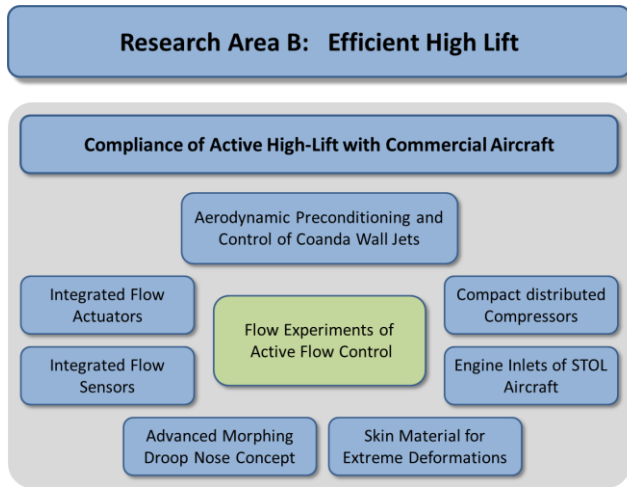 Research Area B: Efficient High Lift
Compliance of Active High-Lift with Commercial Aircraft
Aerodynamic Preconditioning and
Control of Coanda Wall Jets
Integrated Flow
Actuators
Compact distributed
Compressors
Flow Experiments of
Active Flow Control
Integrated Flow
Sensors
Engine Inlets of STOL
Aircraft
Advanced Morphing
Droop Nose Concept
Skin Material for
Extreme Deformations